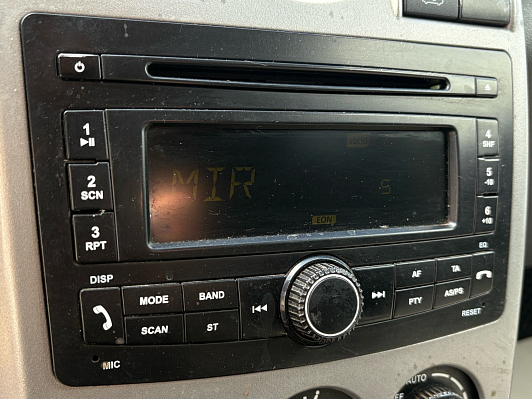 1
4
SHF
MIR
5
2
SCN
5
-10
EON
3
RPT
6
+10
DISP
EQ
MODE
BAND
AF
TA
SCAN
ST
PTY
AS/PS
MIC
RESET
AUTO